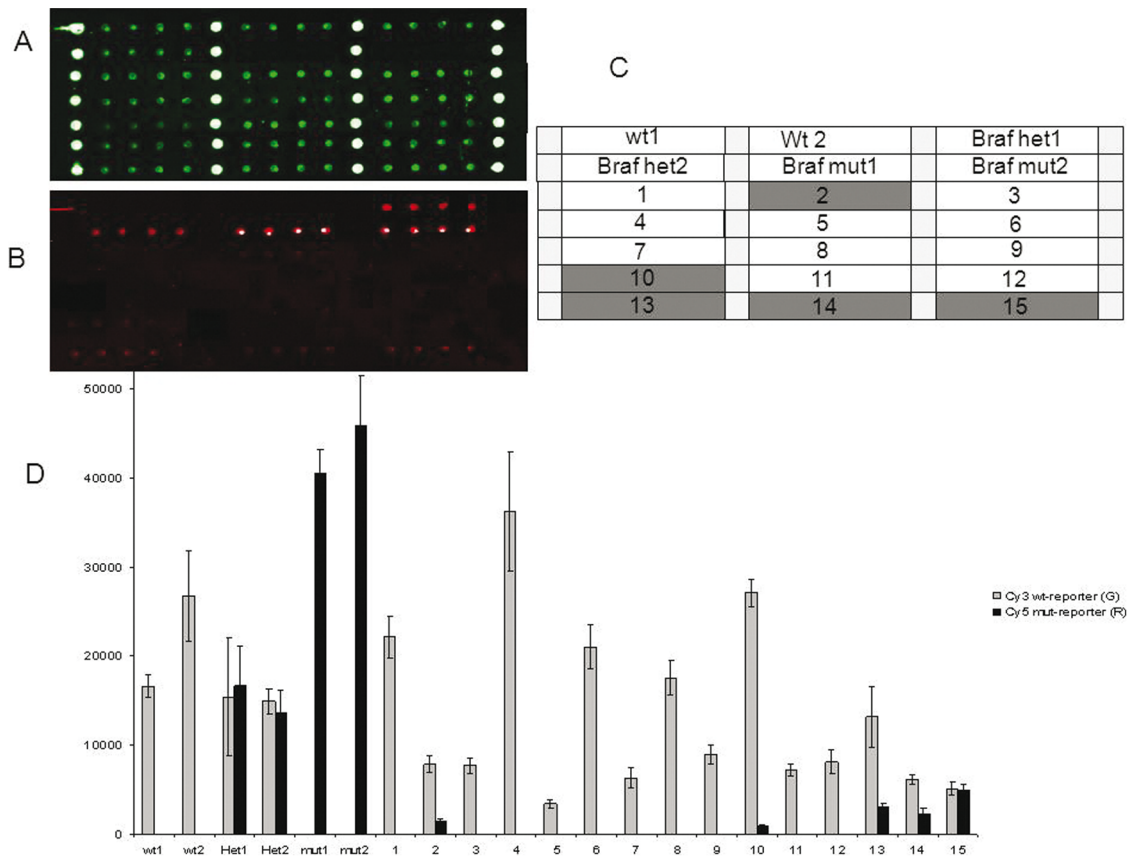 A
C
wt1 Wt 2 Braf het1
Braf het2 Braf mut1 Braf mut2
1 2 3
4 5 6
B
7 8 9
10 11 12
13 14 15
D
50000
40000
30000
20000
10000
0
Cy3 wt-reporter (G)
Cy5 mut-reporter (R)
wt1 wt2 Het1 Het2 mut1 mut2 1 2 3 4 5 6 7 8 9 10 11 12 13 14 15